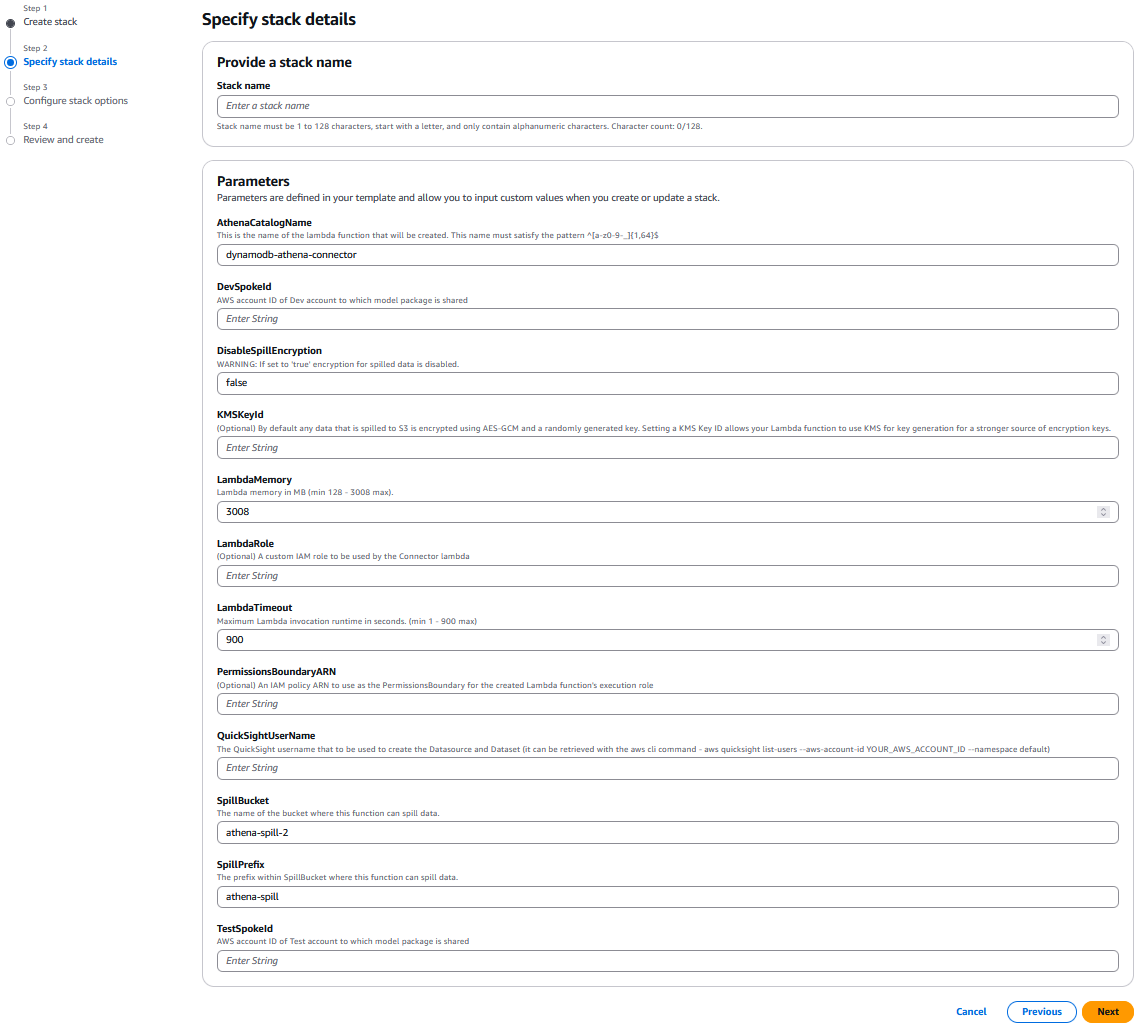 Step 1
Create stack
Step 2
Specify stack details
Step 3
Configure stack options
Step 4
Review and create
Specify stack details
Provide a stack name
Stack name
Enter a stack name
Stack name must be 1 to 128 characters, start with a letter, and only contain alphanumeric characters. Character count: 0/128.
Parameters
Parameters are defined in your template and allow you to input custom values when you create or update a stack.
AthenaCatalogName
This is the name of the lambda function that will be created. This name must satisfy the pattern ^[a-z0-9-_]{1,64}$
dynamodb-athena-connector
DevSpokeId
AWS account ID of Dev account to which model package is shared
Enter String
DisableSpillEncryption
WARNING: If set to 'true' encryption for spilled data is disabled.
false
KMSKeyId
(Optional) By default any data that is spilled to S3 is encrypted using AES-GCM and a randomly generated key. Setting a KMS Key ID allows your Lambda function to use KMS for key generation for a stronger source of encryption keys.
Enter String
LambdaMemory
Lambda memory in MB (min 128 - 3008 max).
3008
LambdaRole
(Optional) A custom IAM role to be used by the Connector lambda
Enter String
LambdaTimeout
Maximum Lambda invocation runtime in seconds. (min 1 - 900 max)
900
PermissionsBoundaryARN
(Optional) An IAM policy ARN to use as the PermissionsBoundary for the created Lambda function's execution role
Enter String
QuickSightUserName
The QuickSight username that to be used to create the Datasource and Dataset (it can be retrieved with the aws cli command - aws quicksight list-users --aws-account-id YOUR_AWS_ACCOUNT_ID --namespace default)
Enter String
SpillBucket
The name of the bucket where this function can spill data.
athena-spill-2
SpillPrefix
The prefix within SpillBucket where this function can spill data.
athena-spill
TestSpokeId
AWS account ID of Test account to which model package is shared
Enter String
Cancel
Previous
Next